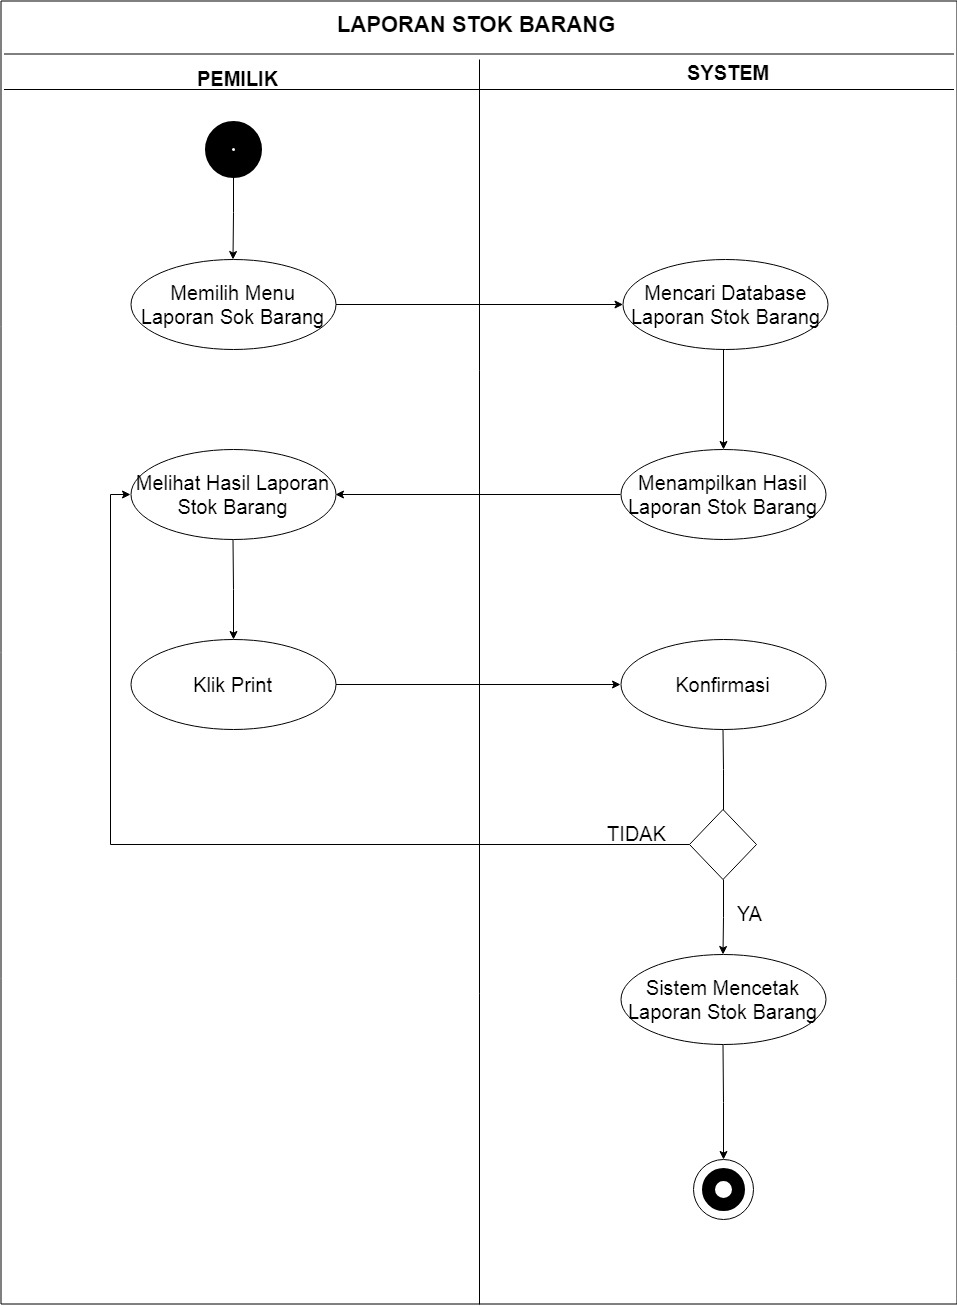 LAPORAN STOK BARANG
PEMILIK
SYSTEM
Memilih Menu
Laporan Sok Barang
Mencari Database
Laporan Stok Barang
Melihat Hasil Laporan
Stok Barang
Menampilkan Hasil
Laporan Stok Barang
Klik Print
Konfirmasi
TIDAK
YA
Sistem Mencetak
Laporan Stok Barang